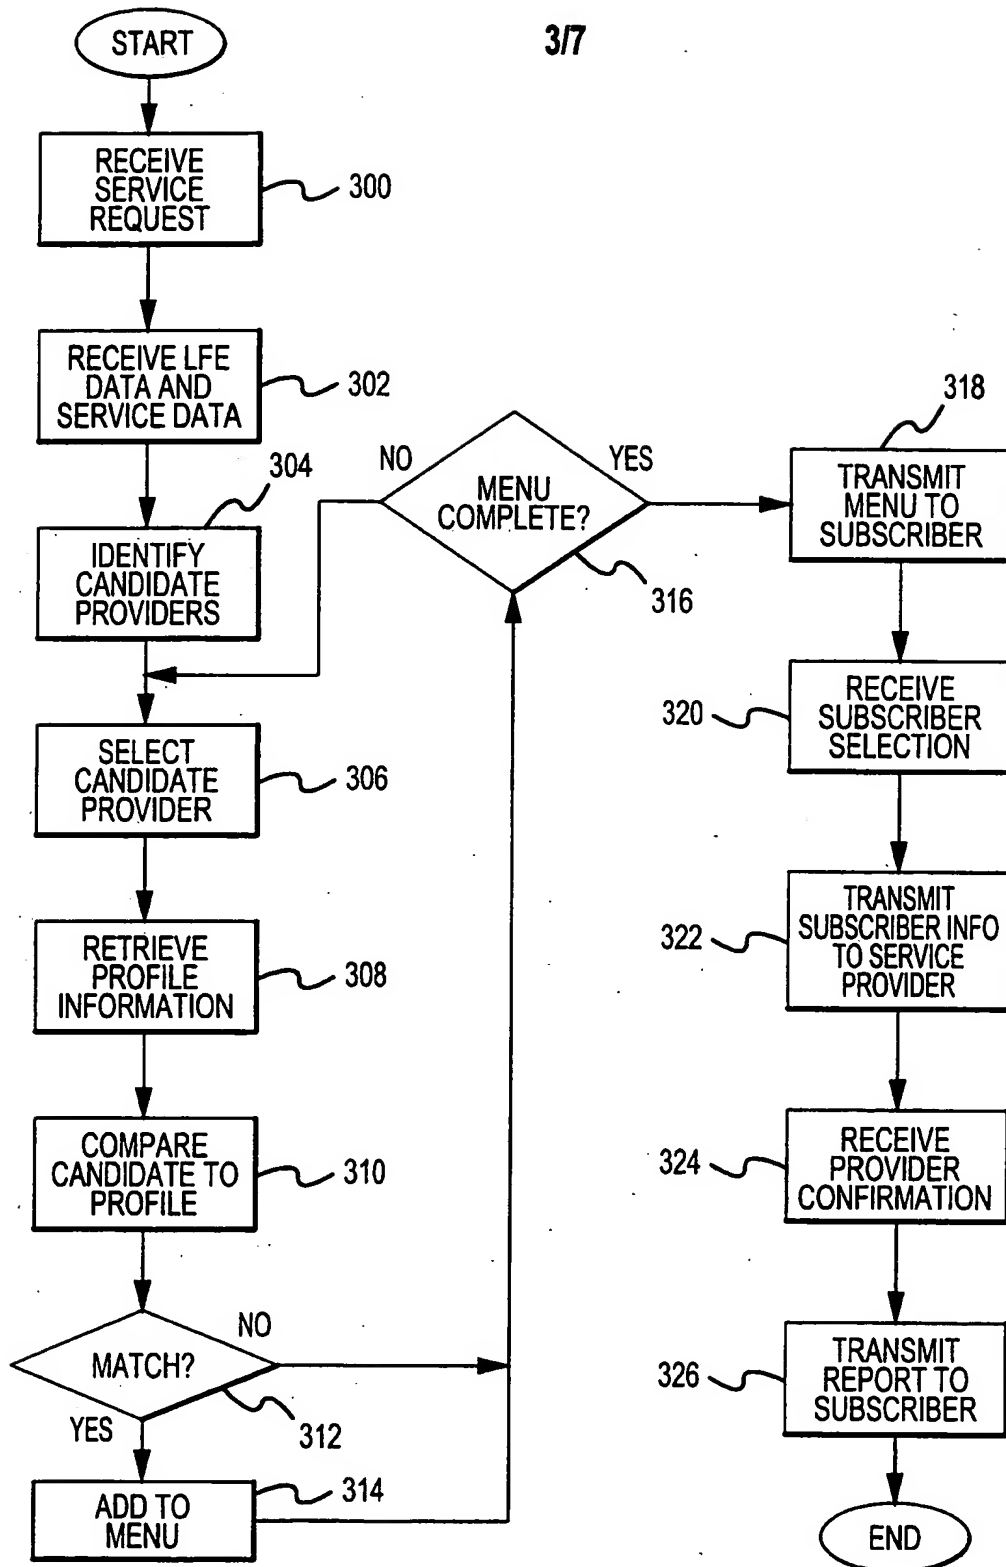 3/7
START
RECEIVE
SERVICE
REQUEST
300
RECEIVE LFE
DATA AND
SERVICE DATA
302
304
IDENTIFY
CANDIDATE
PROVIDERS
SELECT
CANDIDATE
PROVIDER
306
RETRIEVE
PROFILE
INFORMATION
308
COMPARE
CANDIDATE TO
PROFILE
310
MATCH?
NO
YES
312
ADD TO
MENU
314
NO
YES
MENU
COMPLETE?
316
318
TRANSMIT
MENU TO
SUBSCRIBER
320
RECEIVE
SUBSCRIBER
SELECTION
322
TRANSMIT
SUBSCRIBER INFO
TO SERVICE
PROVIDER
324
RECEIVE
PROVIDER
CONFIRMATION
326
TRANSMIT
REPORT TO
SUBSCRIBER
END